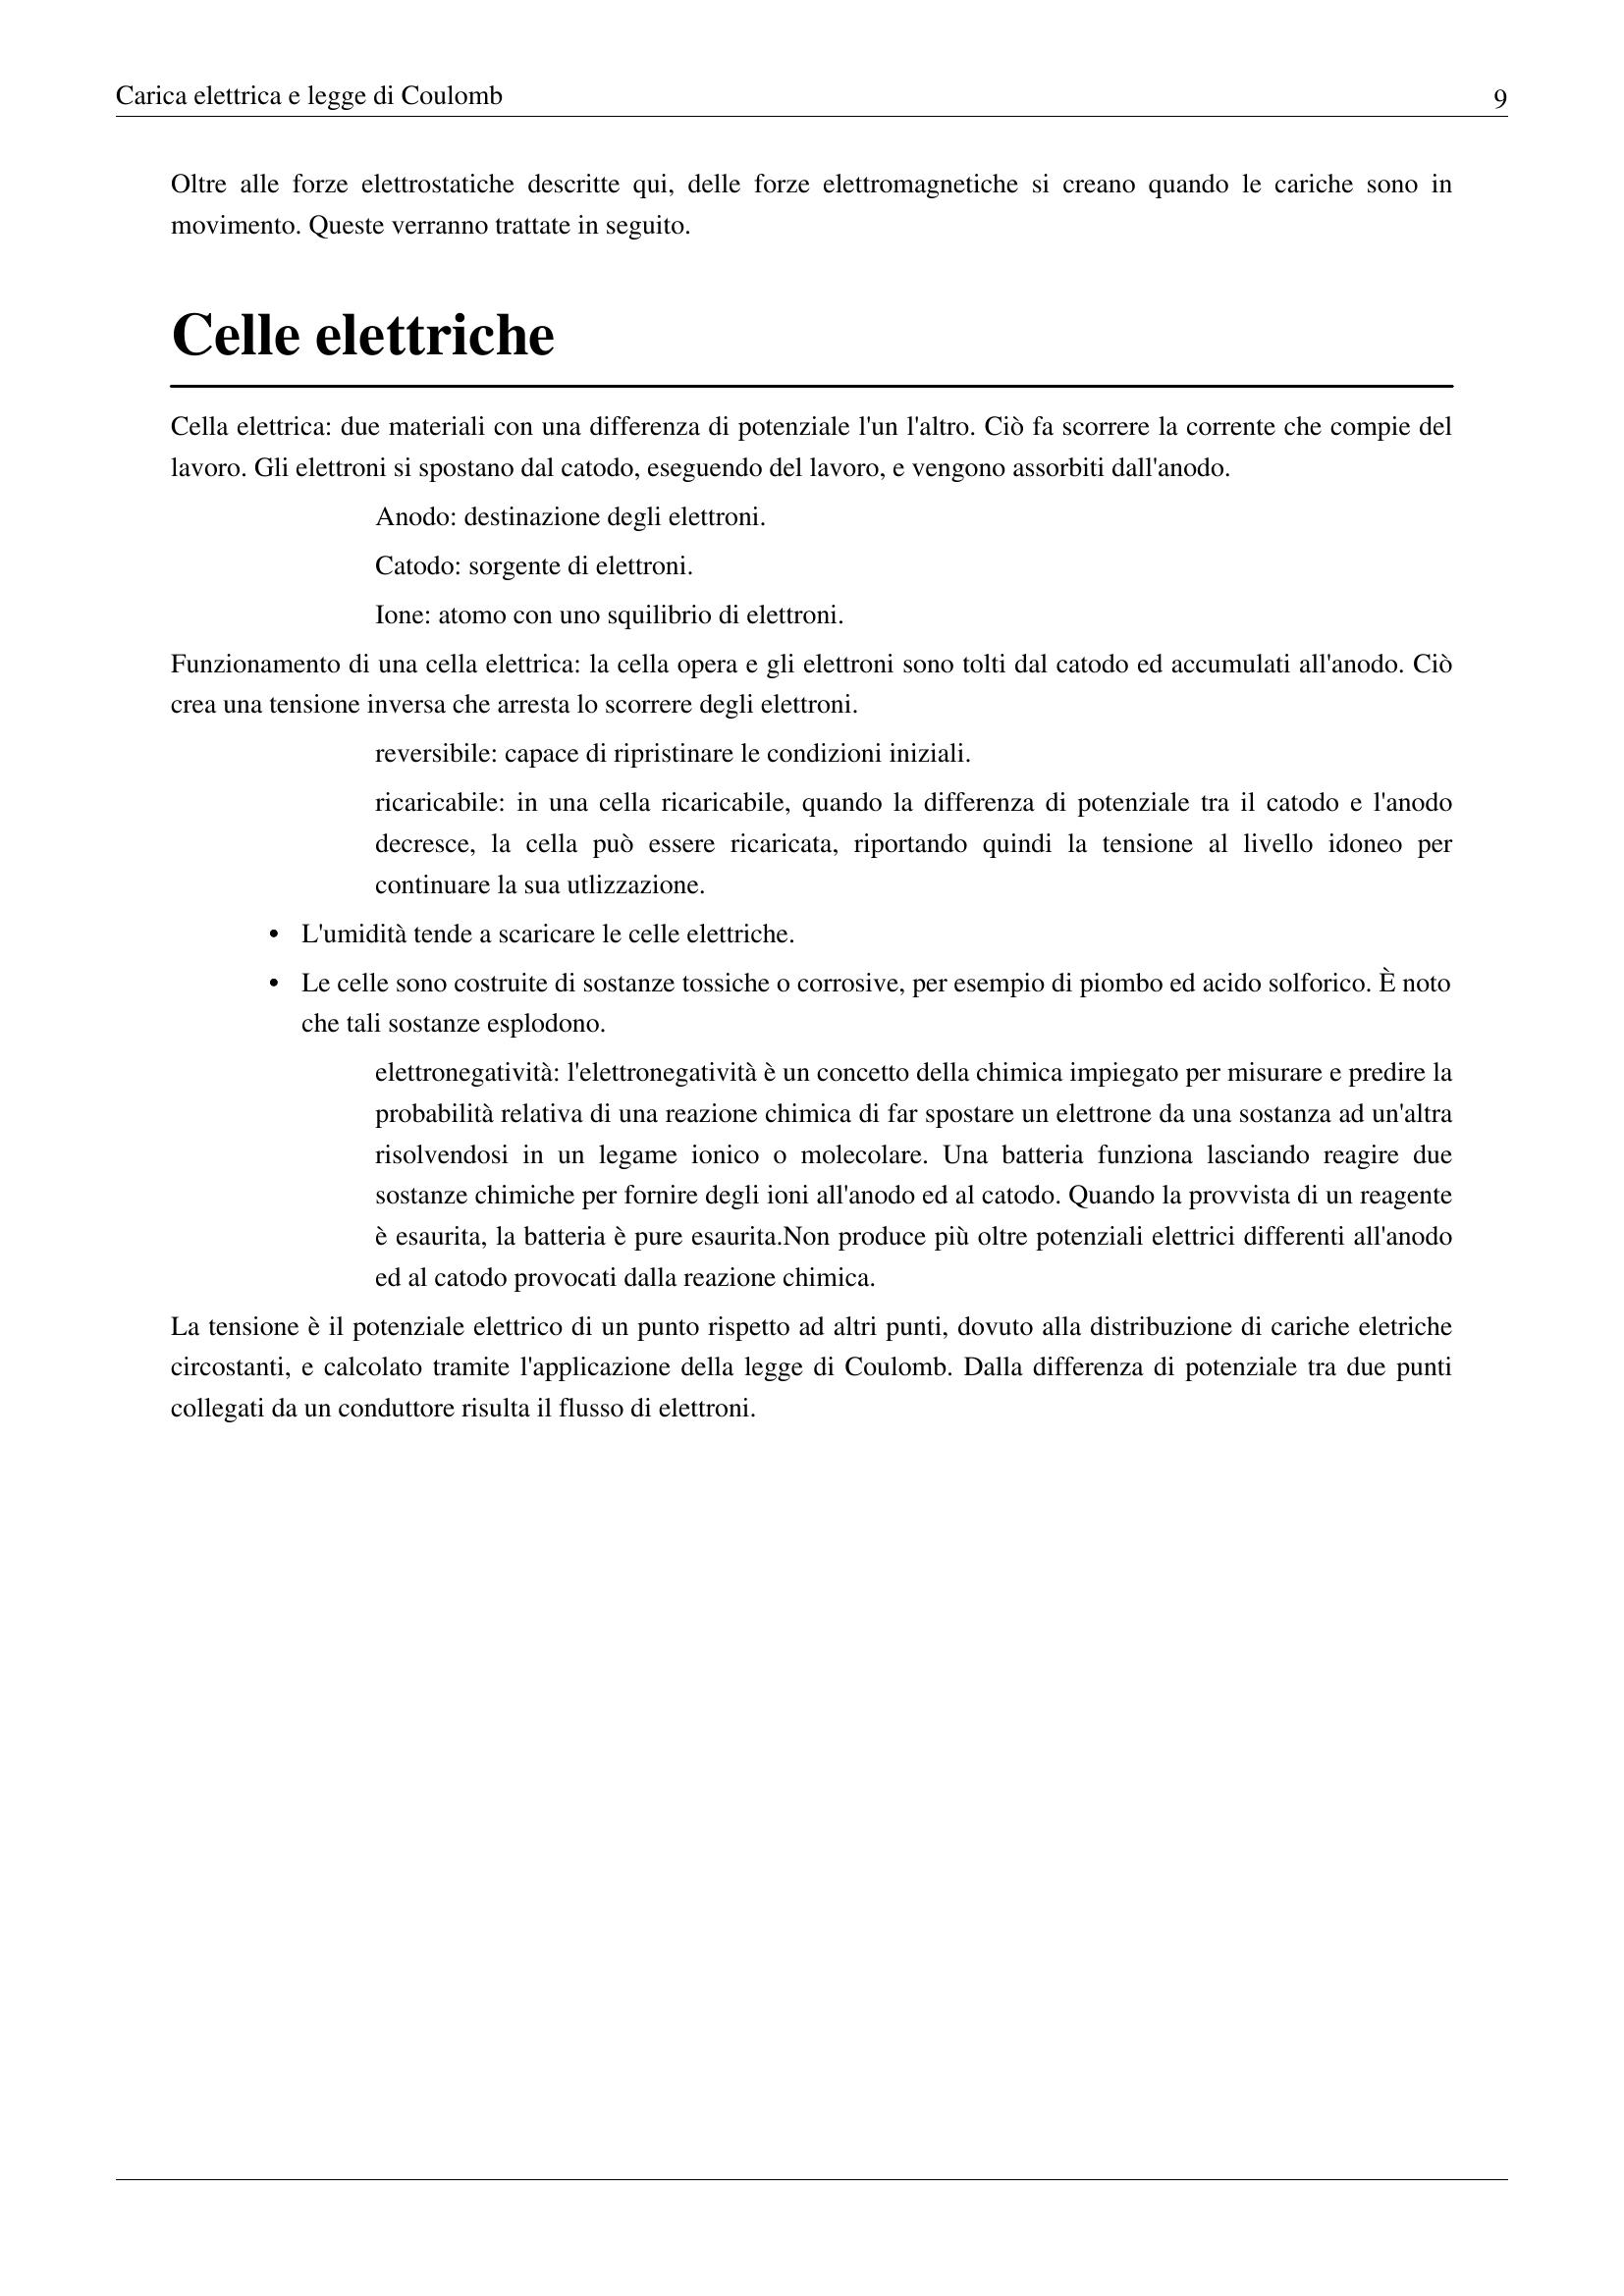 Carica elettrica e legge di Coulomb 9
Oltre alle forze elettrostatiche descritte qui, delle forze elettromagnetiche si creano quando le cariche sono in
movimento. Queste verranno trattate in seguito.
Celle elettriche
Cella elettrica: due materiali con una differenza di potenziale l'un l'altro. Ciò fa scorrere la corrente che compie del
lavoro. Gli elettroni si spostano dal catodo, eseguendo del lavoro, e vengono assorbiti dall'anodo.
Anodo: destinazione degli elettroni.
Catodo: sorgente di elettroni.
Ione: atomo con uno squilibrio di elettroni.
Funzionamento di una cella elettrica: la cella opera e gli elettroni sono tolti dal catodo ed accumulati all'anodo. Ciò
crea una tensione inversa che arresta lo scorrere degli elettroni.
reversibile: capace di ripristinare le condizioni iniziali.
ricaricabile: in una cella ricaricabile, quando la differenza di potenziale tra il catodo e l'anodo
decresce, la cella può essere ricaricata, riportando quindi la tensione al livello idoneo per
continuare la sua utlizzazione.
• L'umidità tende a scaricare le celle elettriche.
• Le celle sono costruite di sostanze tossiche o corrosive, per esempio di piombo ed acido solforico. È noto
che tali sostanze esplodono.
elettronegatività: l'elettronegatività è un concetto della chimica impiegato per misurare e predire la
probabilità relativa di una reazione chimica di far spostare un elettrone da una sostanza ad un'altra
risolvendosi in un legame ionico o molecolare. Una batteria funziona lasciando reagire due
sostanze chimiche per fornire degli ioni all'anodo ed al catodo. Quando la provvista di un reagente
è esaurita, la batteria è pure esaurita.Non produce più oltre potenziali elettrici differenti all'anodo
ed al catodo provocati dalla reazione chimica.
La tensione è il potenziale elettrico di un punto rispetto ad altri punti, dovuto alla distribuzione di cariche eletriche
circostanti, e calcolato tramite l'applicazione della legge di Coulomb. Dalla differenza di potenziale tra due punti
collegati da un conduttore risulta il flusso di elettroni.